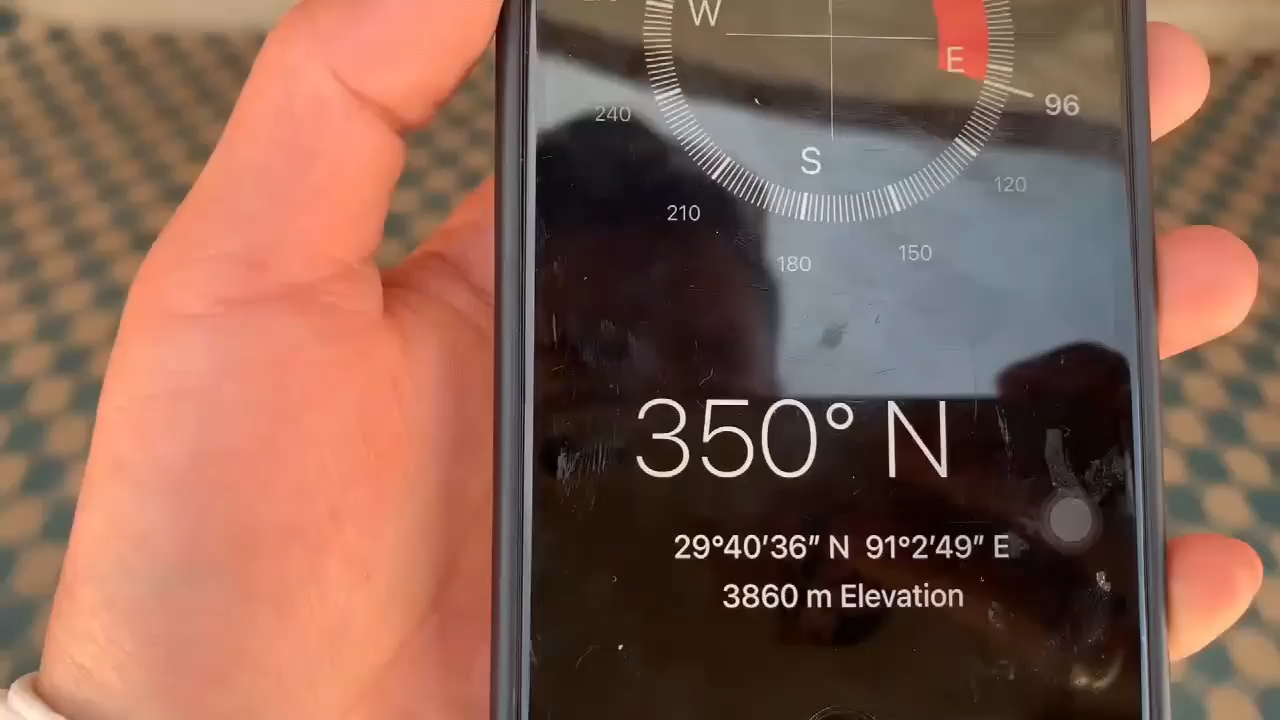 W
E
96
240
S
120
210
150
180
350° N
29°40′36″ N 91°2′49″ E
3860 m Elevation